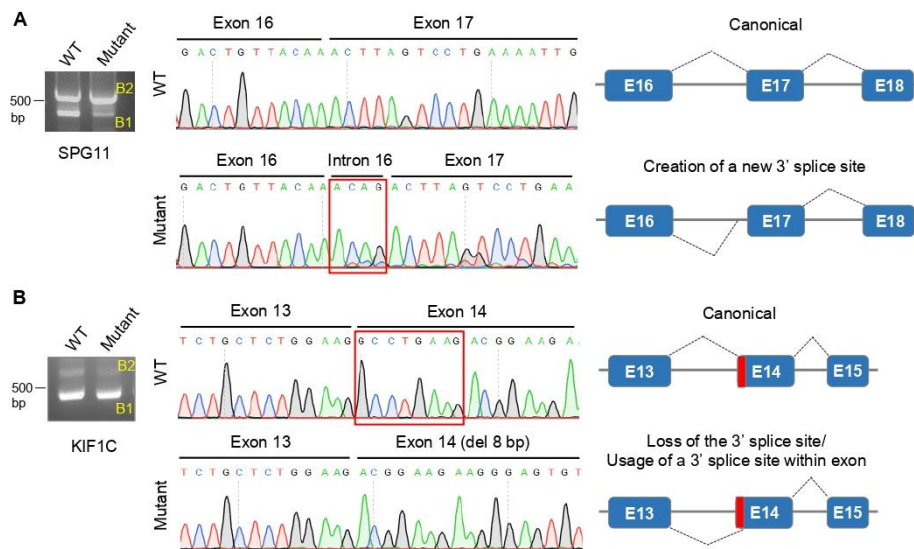 A
WT
Mutant
500
bp
B2
B1
SPG11
WT
Exon 16
Exon 17
G A C T G T T A C A A A C T T A G T C C T G A A A A T T G
Mutant
Exon 16
Intron 16
Exon 17
G A C T G T T A C A A A C A G A C T T A G T C C T G A A
Canonical
E16
E17
E18
Creation of a new 3' splice site
E16
E17
E18
B
WT
Mutant
500
bp
B2
B1
KIF1C
WT
Exon 13
Exon 14
T C T G C T C T G G A A G G C C T G A A G A C G G A A G A
Mutant
Exon 13
Exon 14 (del 8 bp)
T C T G C T C T G G A A G A C G G A A G A A G G G A G T G T
Canonical
E13
E14
E15
Loss of the 3' splice site/
Usage of a 3' splice site within exon
E13
E14
E15